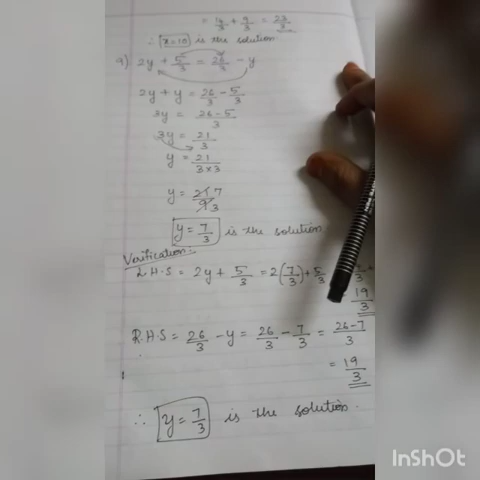 = 14/3 + 9/3 = 23/3
∴ x=10 is the solution
9) 2y + 5/3 = 26/3 - y
2y + y = 26/3 - 5/3
3y = 26-5/3
3y = 21/3
y = 21/3×3
y = 21 7/9 3
y = 7/3 is the solution
Verification:-
L.H.S = 2y + 5/3 = 2(7/3) + 5/3
19/3
R.H.S = 26/3 - y = 26/3 - 7/3 = 26-7/3
= 19/3
∴ y = 7/3 is the solution.
InShOt